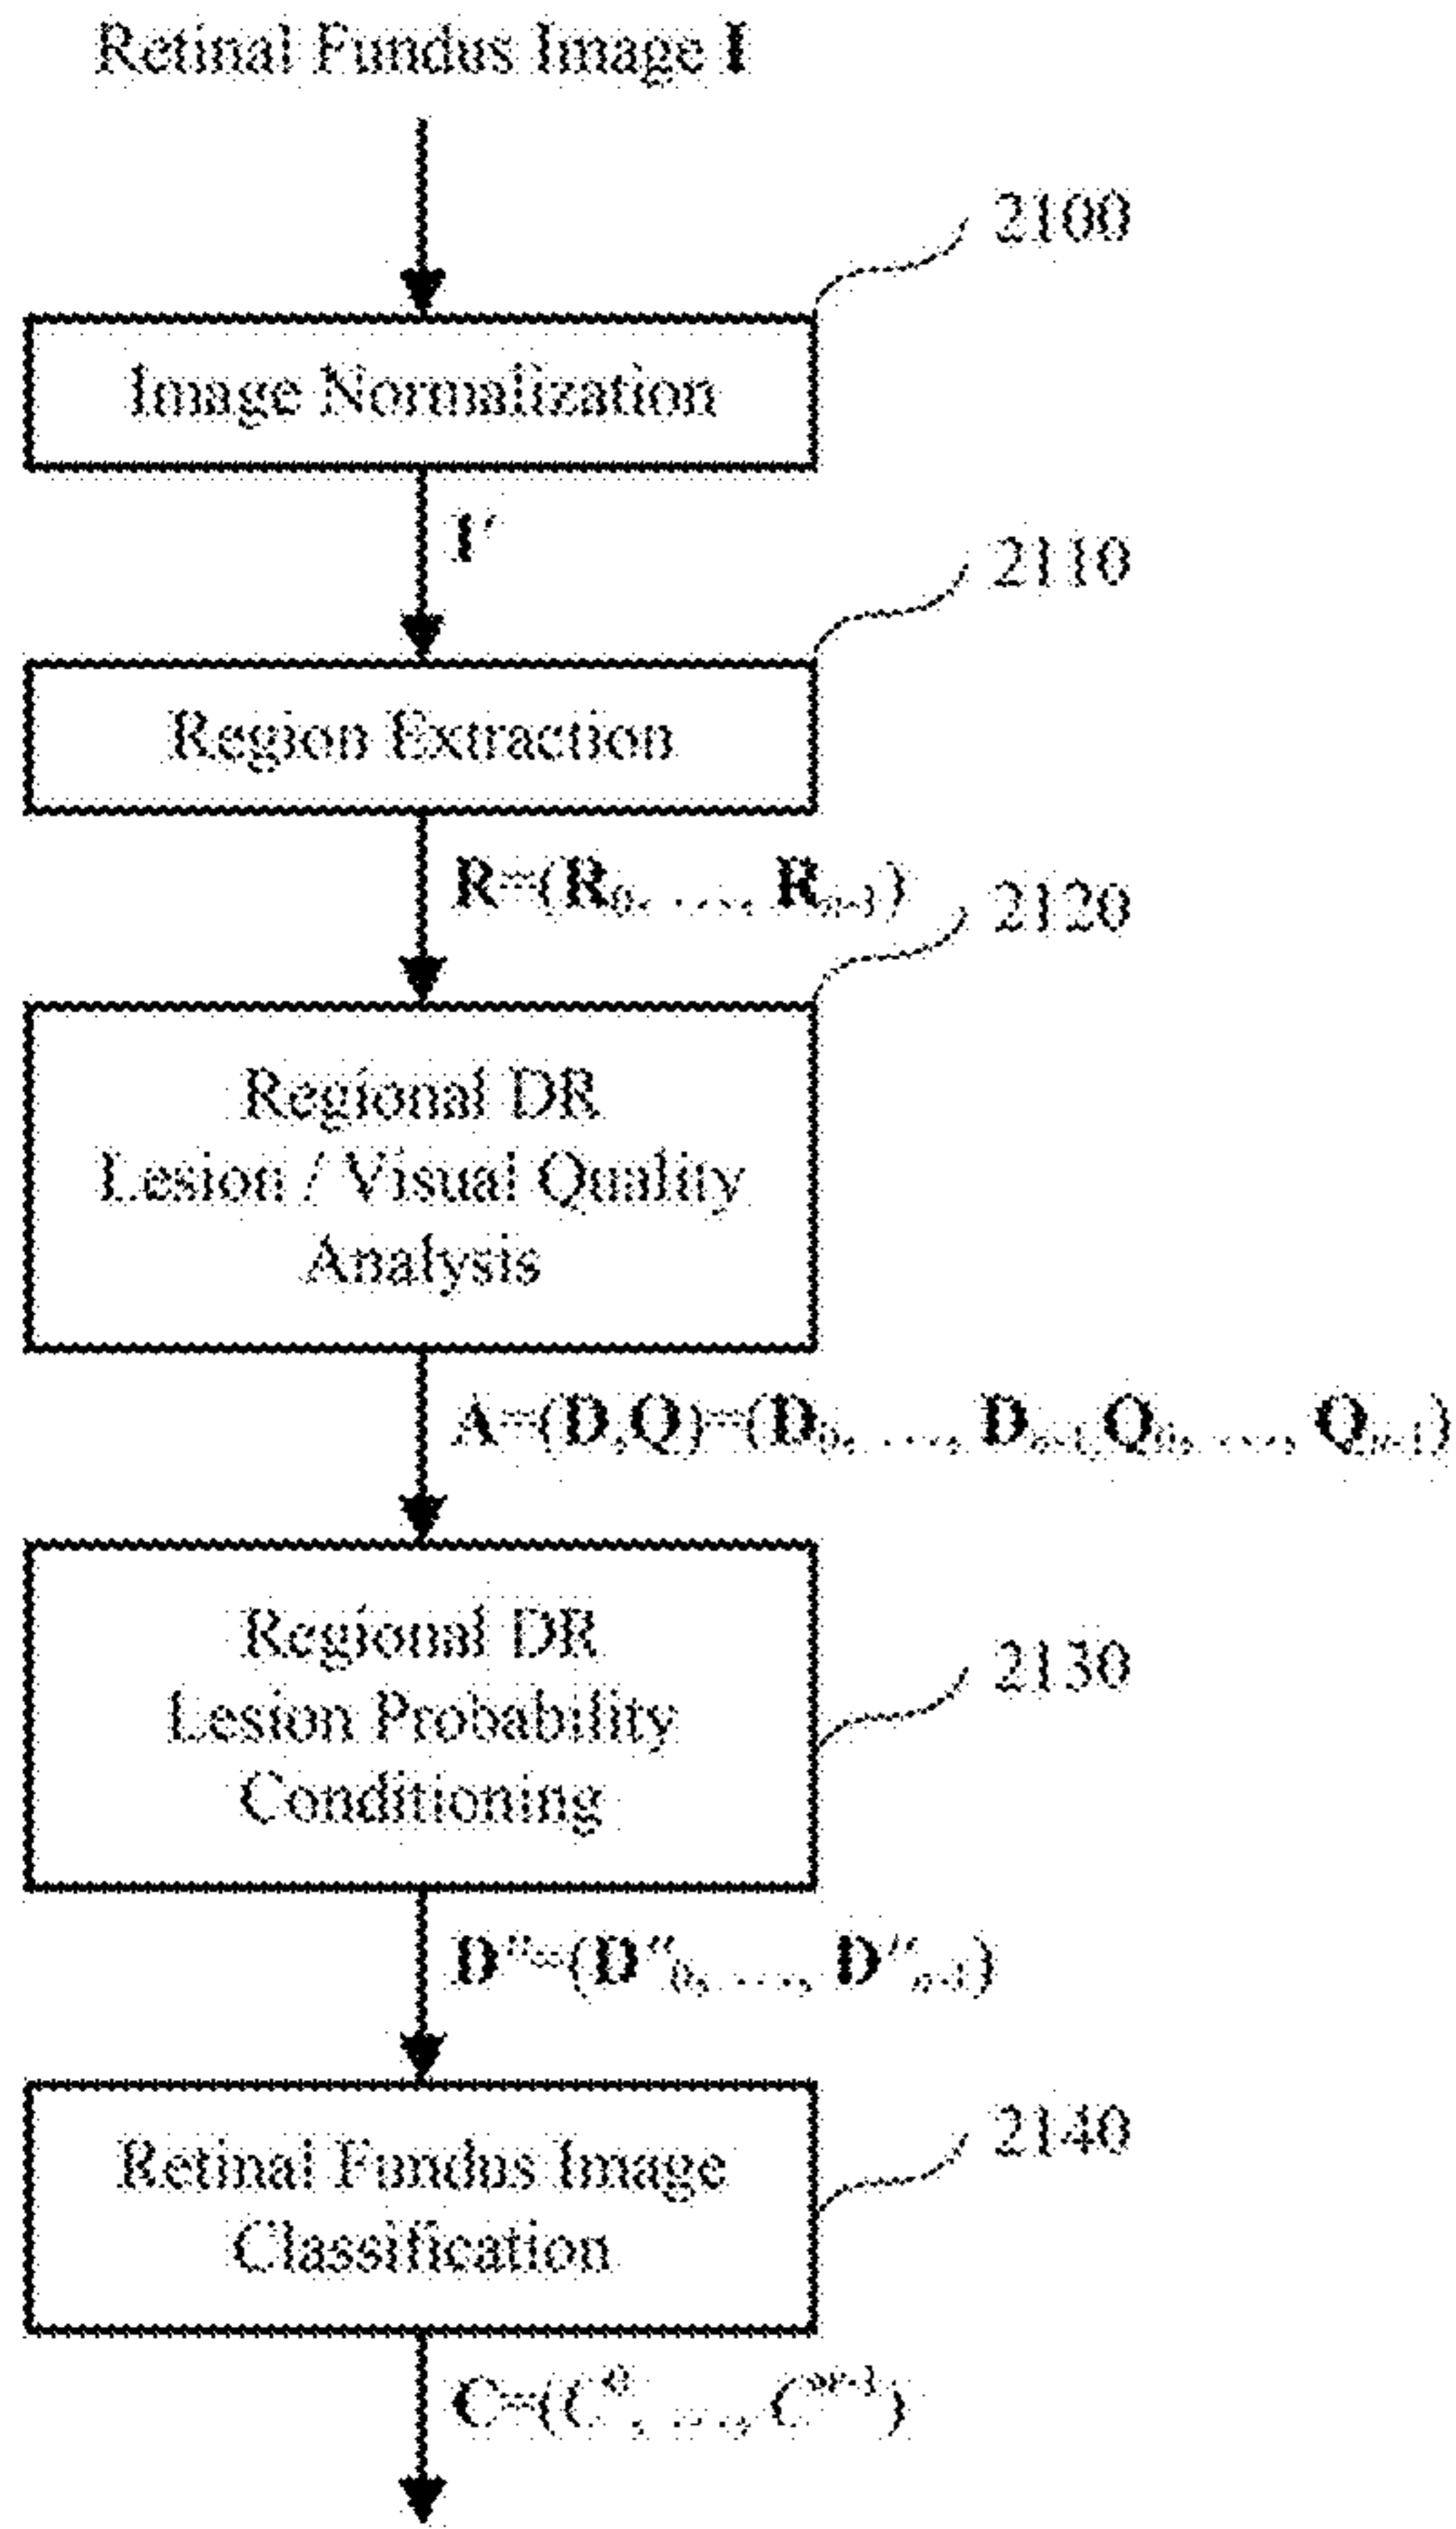 Retinal Fundus Image I
2100
Image Normalization
I′
2110
Region Extraction
R=(R₀, ..., Rₙ₋₁)
2120
Regional DR
Lesion / Visual Quality
Analysis
A=(D,Q)=(D₀, ..., Dₙ₋₁,Q₀, ..., Qₙ₋₁)
Regional DR
2130
Lesion Probability
Conditioning
D″=(D″₀, ..., D″ₙ₋₁)
2140
Retinal Fundus Image
Classification
C=(C⁰, ..., Cᵐ⁻¹)